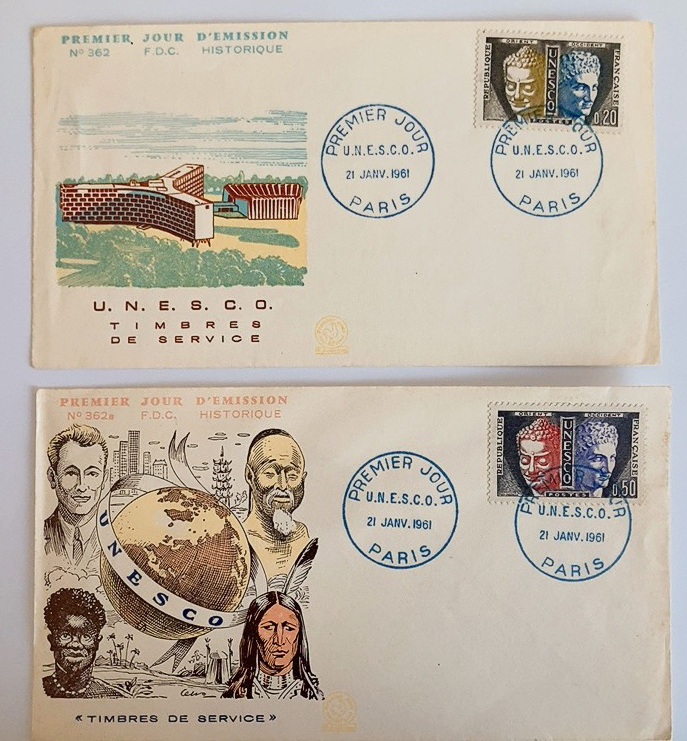 PREMIER JOUR D'EMISSION
Nº 362 F.D.C. HISTORIQUE
RÉPUBLIQUE
ORIENT
OCCIDENT
FRANÇAISE
UNESCO
0,20
POSTES
PREMIER JOUR
U.N.E.S.C.O.
21 JANV. 1961
PARIS
PREMIER JOUR
U.N.E.S.C.O.
21 JANV. 1961
PARIS
U. N. E. S. C. O.
TIMBRES
DE SERVICE
PREMIER JOUR D'EMISSION
Nº 362a F.D.C. HISTORIQUE
RÉPUBLIQUE
ORIENT
OCCIDENT
FRANÇAISE
UNESCO
0,50
POSTES
PREMIER JOUR
U.N.E.S.C.O.
21 JANV. 1961
PARIS
PREMIER JOUR
U.N.E.S.C.O.
21 JANV. 1961
PARIS
UNESCO
« TIMBRES DE SERVICE »